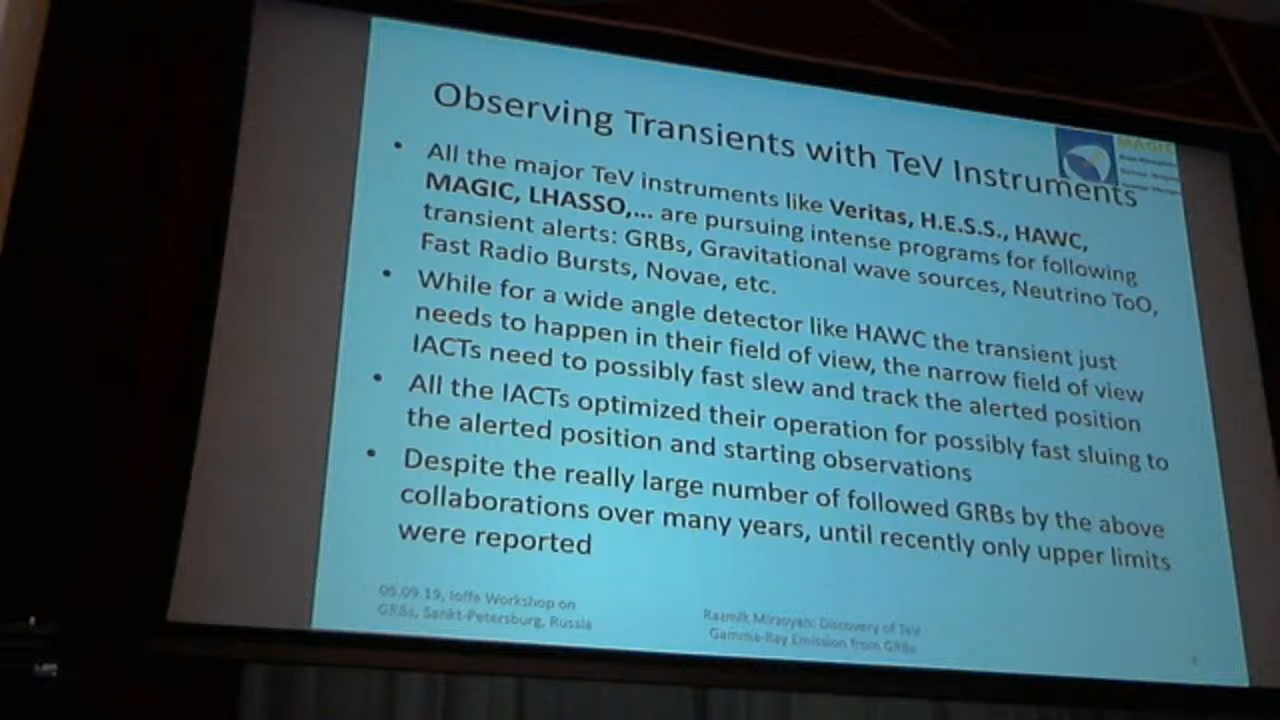 Observing Transients with TeV Instruments
MAGIC
• All the major TeV instruments like Veritas, H.E.S.S., HAWC,
MAGIC, LHASSO,... are pursuing intense programs for following
transient alerts: GRBs, Gravitational wave sources, Neutrino ToO,
Fast Radio Bursts, Novae, etc.
• While for a wide angle detector like HAWC the transient just
needs to happen in their field of view, the narrow field of view
IACTs need to possibly fast slew and track the alerted position
• All the IACTs optimized their operation for possibly fast sluing to
the alerted position and starting observations
• Despite the really large number of followed GRBs by the above
collaborations over many years, until recently only upper limits
were reported
09.09.19, Ioffe Workshop on
GRBs, Sankt-Petersburg, Russia
Razmik Mirzoyan: Discovery of TeV
Gamma-Ray Emission from GRBs